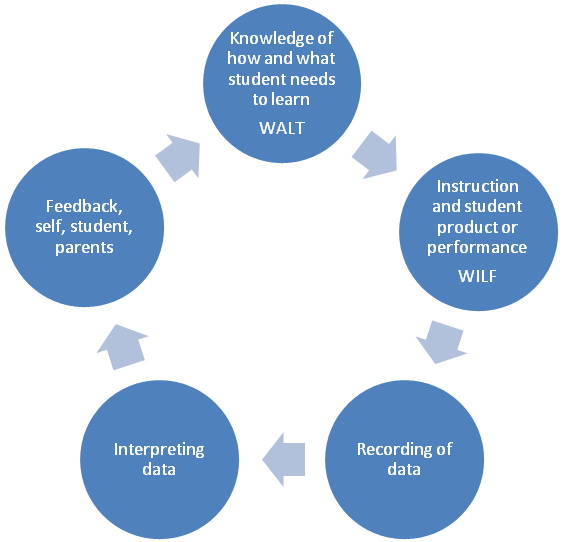 Knowledge of
how and what
student needs
to learn
WALT
Instruction
and student
product or
performance
WILF
Recording of
data
Interpreting
data
Feedback,
self, student,
parents